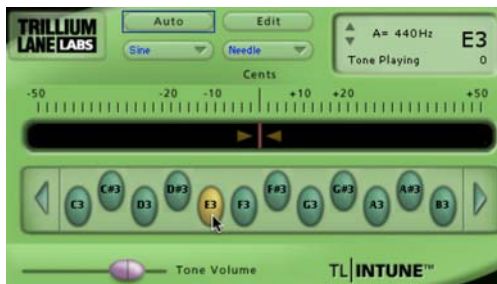 TRILLIUM
LANE LABS
Auto
Edit
Sine
Needle
A= 440Hz
E3
Tone Playing
0
Cents
-50
-20
-10
+10
+20
+50
C3
C#3
D3
D#3
E3
F3
F#3
G3
G#3
A3
A#3
B3
Tone Volume
TL|INTUNE™